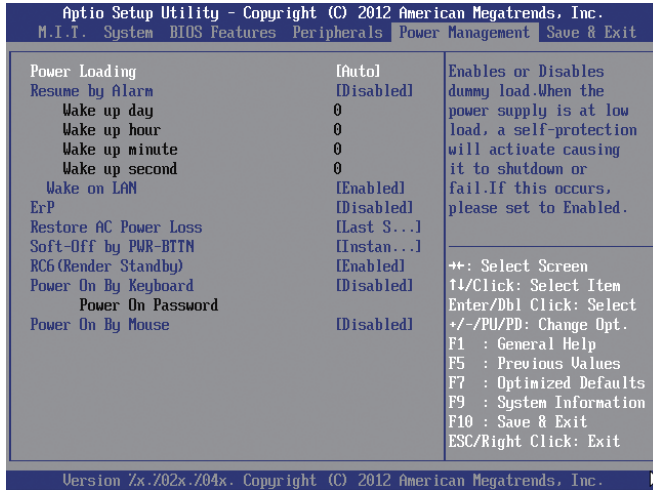 Aptio Setup Utility - Copyright (C) 2012 American Megatrends, Inc.
M.I.T. System BIOS Features Peripherals Power Management Save & Exit
Power Loading [Auto]
Resume by Alarm [Disabled]
Wake up day 0
Wake up hour 0
Wake up minute 0
Wake up second 0
Wake on LAN [Enabled]
ErP [Disabled]
Restore AC Power Loss [Last S...]
Soft-Off by PWR-BTTN [Instan...]
RC6(Render Standby) [Enabled]
Power On By Keyboard [Disabled]
Power On Password
Power On By Mouse [Disabled]
Enables or Disables
dummy load.When the
power supply is at low
load, a self-protection
will activate causing
it to shutdown or
fail.If this occurs,
please set to Enabled.
→←: Select Screen
↑↓/Click: Select Item
Enter/Dbl Click: Select
+/-/PU/PD: Change Opt.
F1 : General Help
F5 : Previous Values
F7 : Optimized Defaults
F9 : System Information
F10 : Save & Exit
ESC/Right Click: Exit
Version %x.%02x.%04x. Copyright (C) 2012 American Megatrends, Inc.